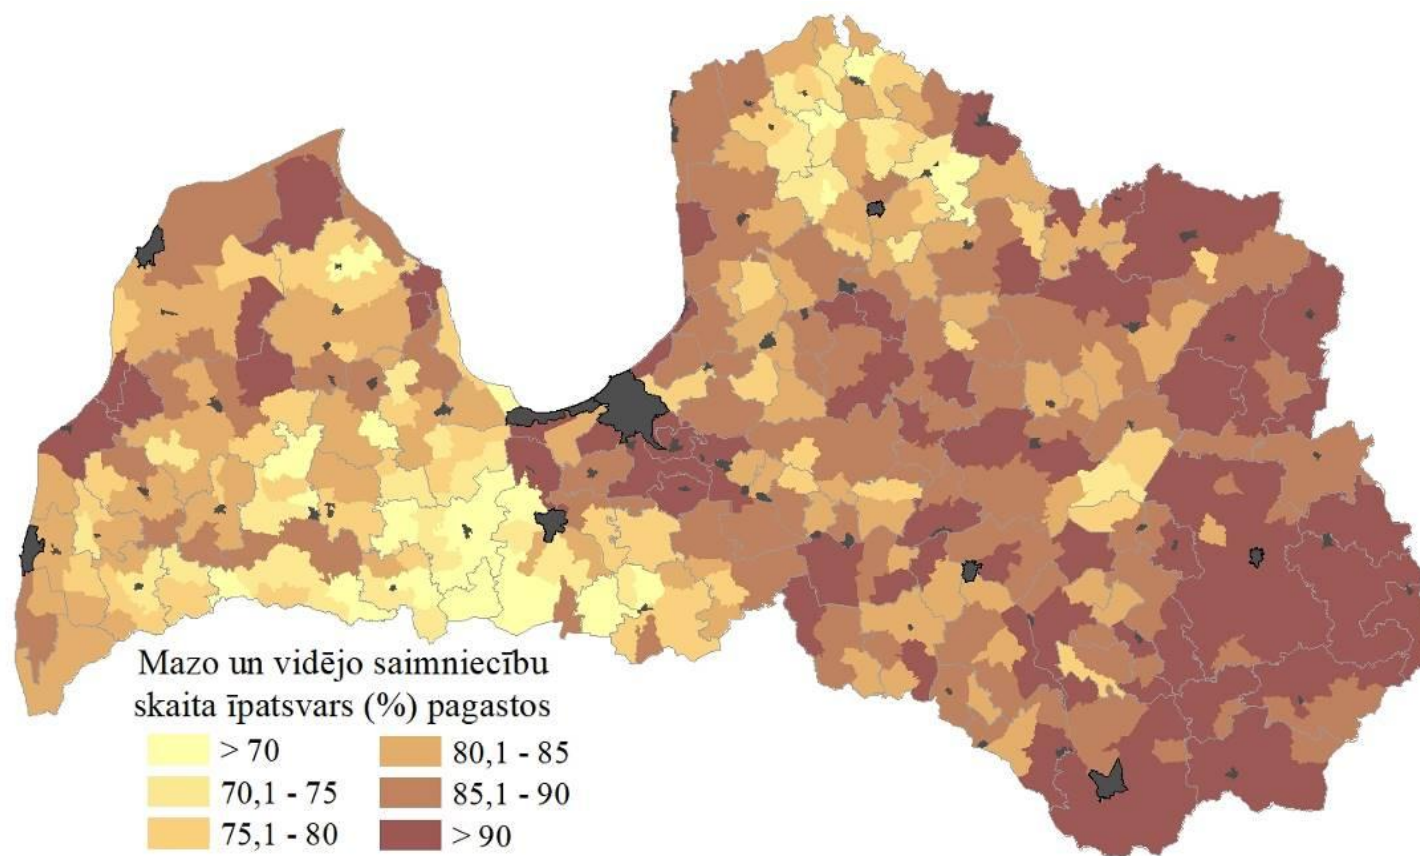 Mazo un vidējo saimniecību
skaita īpatsvars (%) pagastos
> 70
70,1 - 75
75,1 - 80
80,1 - 85
85,1 - 90
> 90